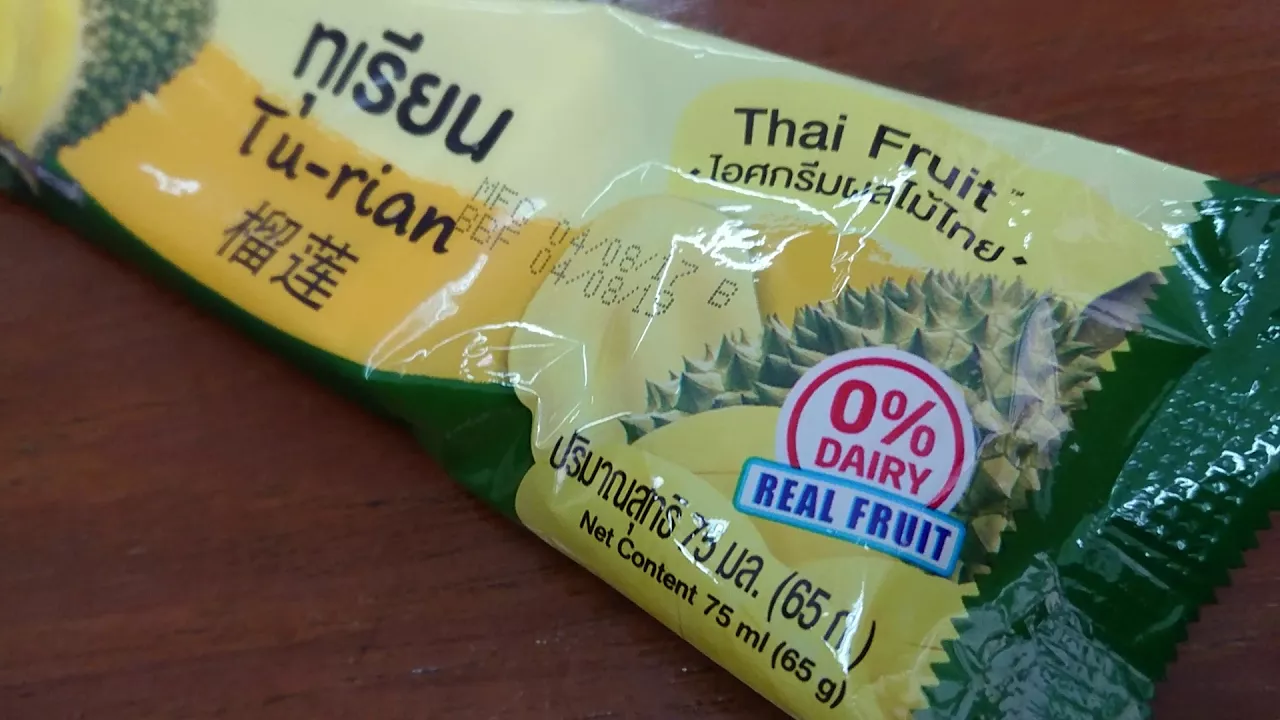 ทุเรียน
Tu-rian
榴莲
MFD 04/08/17 B
BBF 04/08/19
Thai Fruit™
ไอศกรีมผลไม้ไทย
0%
DAIRY
REAL FRUIT
ปริมาณสุทธิ 75 มล. (65 ก)
Net Content 75 ml (65 g)